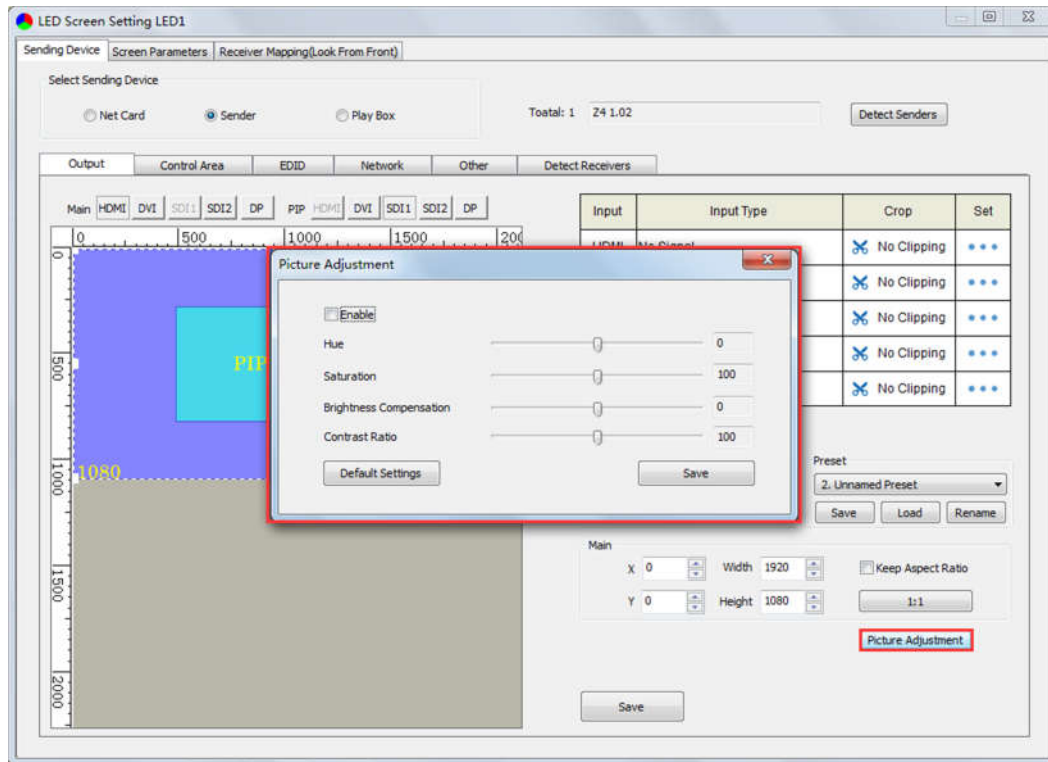 LED Screen Setting LED1
Sending Device Screen Parameters Receiver Mapping(Look From Front)
Select Sending Device
Net Card Sender Play Box
Toatal: 1 Z4 1.02 Detect Senders
Output Control Area EDID Network Other Detect Receivers
Main HDMI DVI SDI1 SDI2 DP PIP HDMI DVI SDI1 SDI2 DP
Input Input Type Crop Set
0 500 1000 1500 200
0
HDMI No Signal No Clipping
No Clipping
No Clipping
No Clipping
No Clipping
Picture Adjustment
Enable
Hue 0
Saturation 100
Brightness Compensation 0
Contrast Ratio 100
Default Settings Save
PIP
500
1080
1000
1500
2000
Preset
2. Unnamed Preset
Save Load Rename
Main
X 0 Width 1920 Keep Aspect Ratio
Y 0 Height 1080 1:1
Picture Adjustment
Save